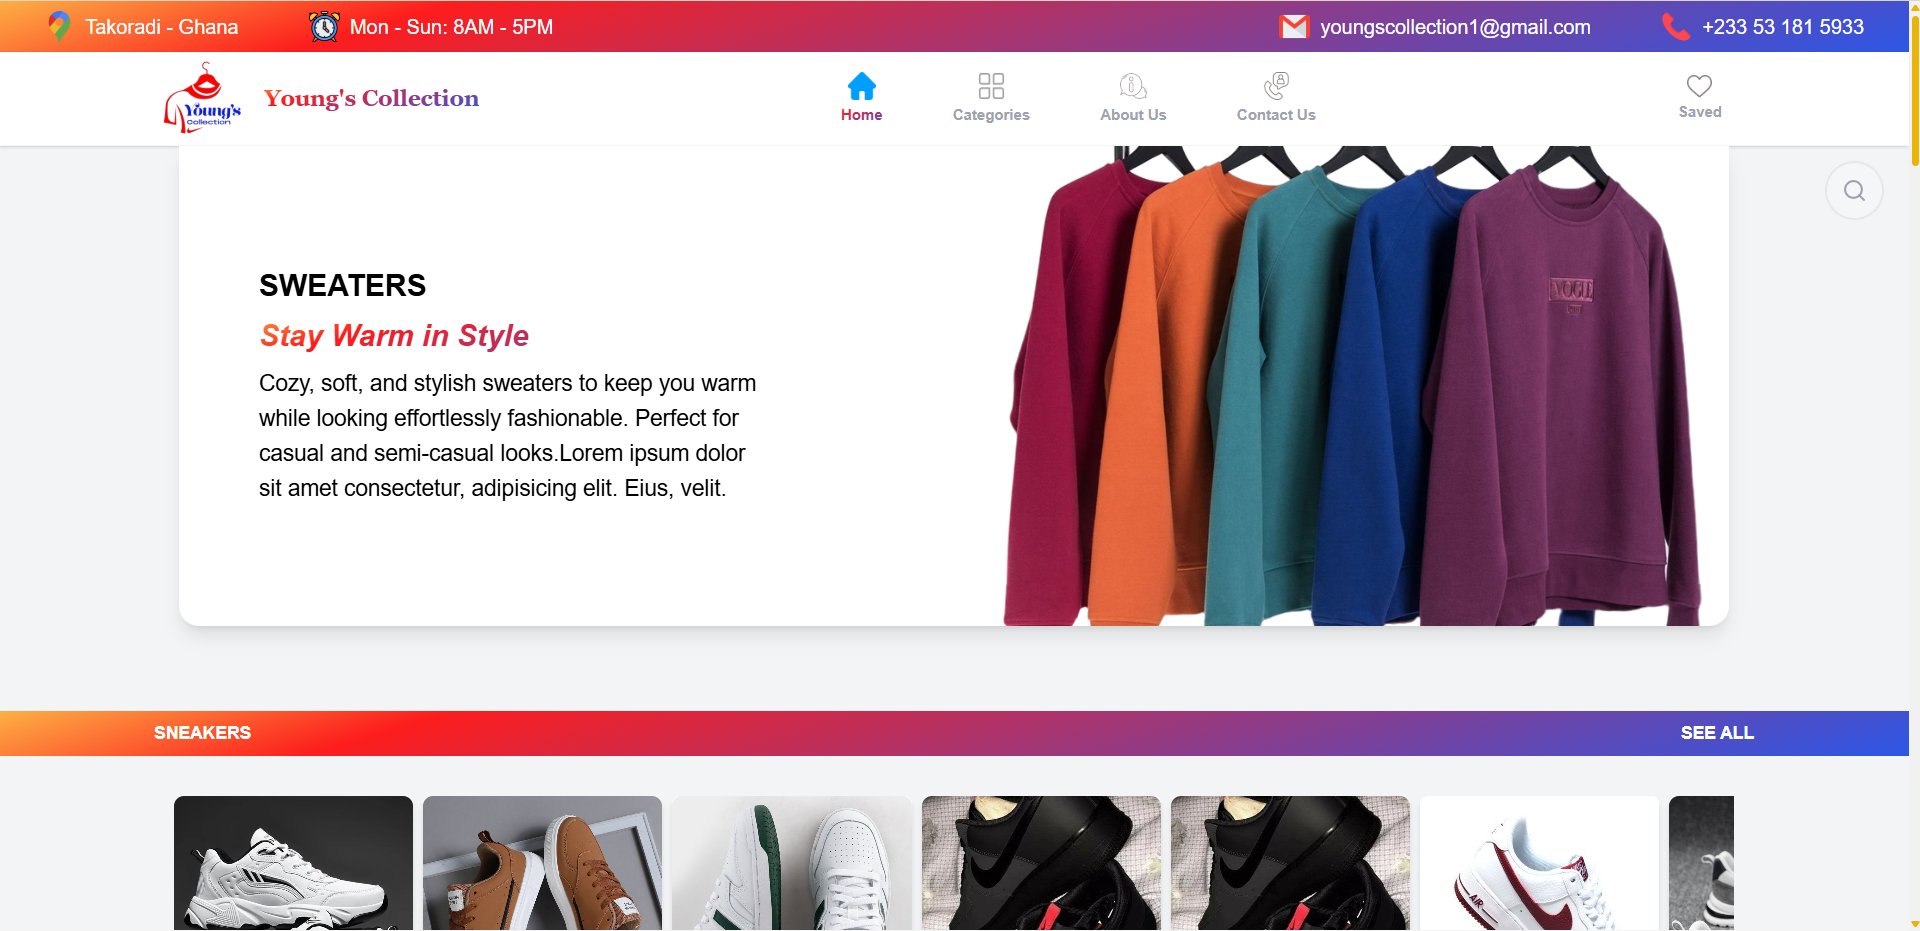 Takoradi - Ghana
Mon - Sun: 8AM - 5PM
youngscollection1@gmail.com
+233 53 181 5933
Young's
Collection
Young's Collection
Home
Categories
About Us
Contact Us
Saved
SWEATERS
Stay Warm in Style
Cozy, soft, and stylish sweaters to keep you warm
while looking effortlessly fashionable. Perfect for
casual and semi-casual looks.Lorem ipsum dolor
sit amet consectetur, adipisicing elit. Eius, velit.
VOGUE
SNEAKERS
SEE ALL
AIR